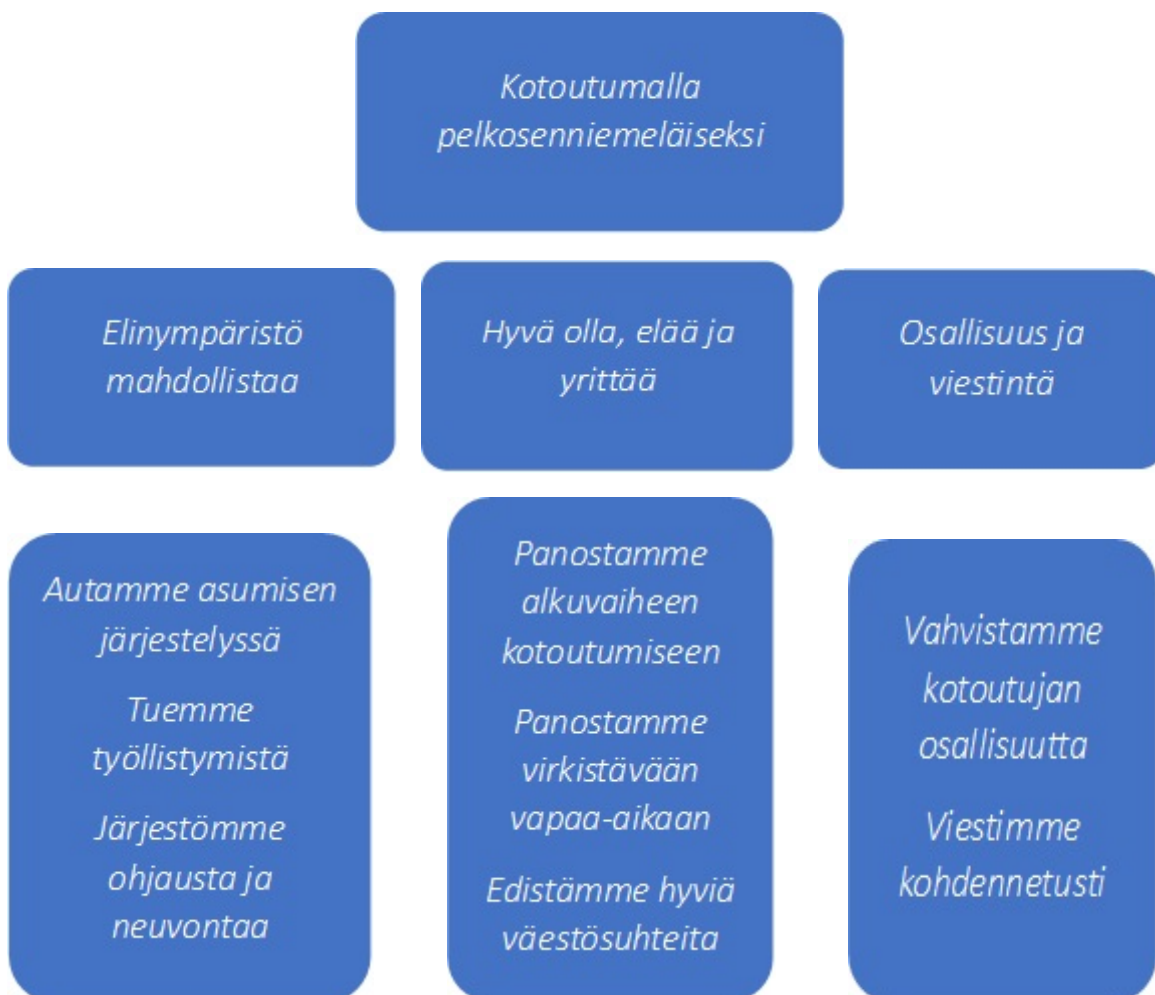 Kotoutumalla
pelkosenniemeläiseksi
Elinympäristö
mahdollistaa
Hyvä olla, elää ja
yrittää
Osallisuus ja
viestintä
Autamme asumisen
järjestelyssä
Tuemme
työllistymistä
Järjestömme
ohjausta ja
neuvontaa
Panostamme
alkuvaiheen
kotoutumiseen
Panostamme
virkistävään
vapaa-aikaan
Edistämme hyviä
väestösuhteita
Vahvistamme
kotoutujan
osallisuutta
Viestimme
kohdennetusti